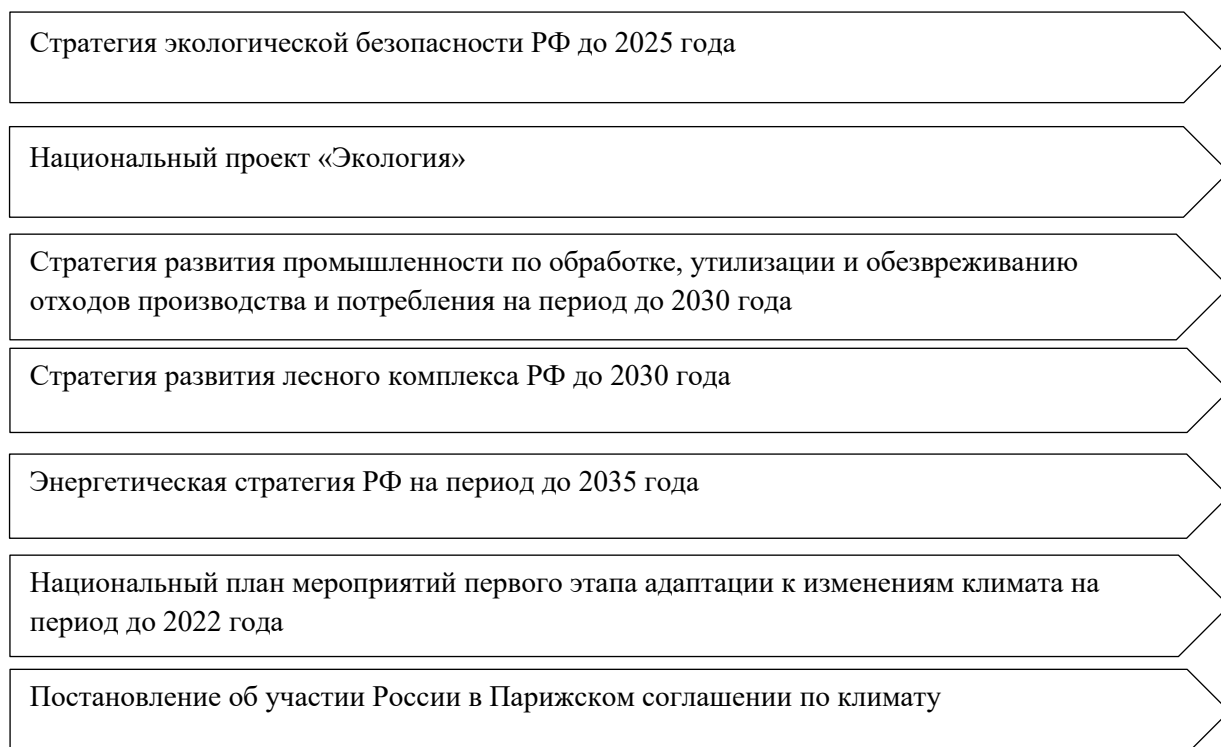 Стратегия экологической безопасности РФ до 2025 года
Национальный проект «Экология»
Стратегия развития промышленности по обработке, утилизации и обезвреживанию
отходов производства и потребления на период до 2030 года
Стратегия развития лесного комплекса РФ до 2030 года
Энергетическая стратегия РФ на период до 2035 года
Национальный план мероприятий первого этапа адаптации к изменениям климата на
период до 2022 года
Постановление об участии России в Парижском соглашении по климату